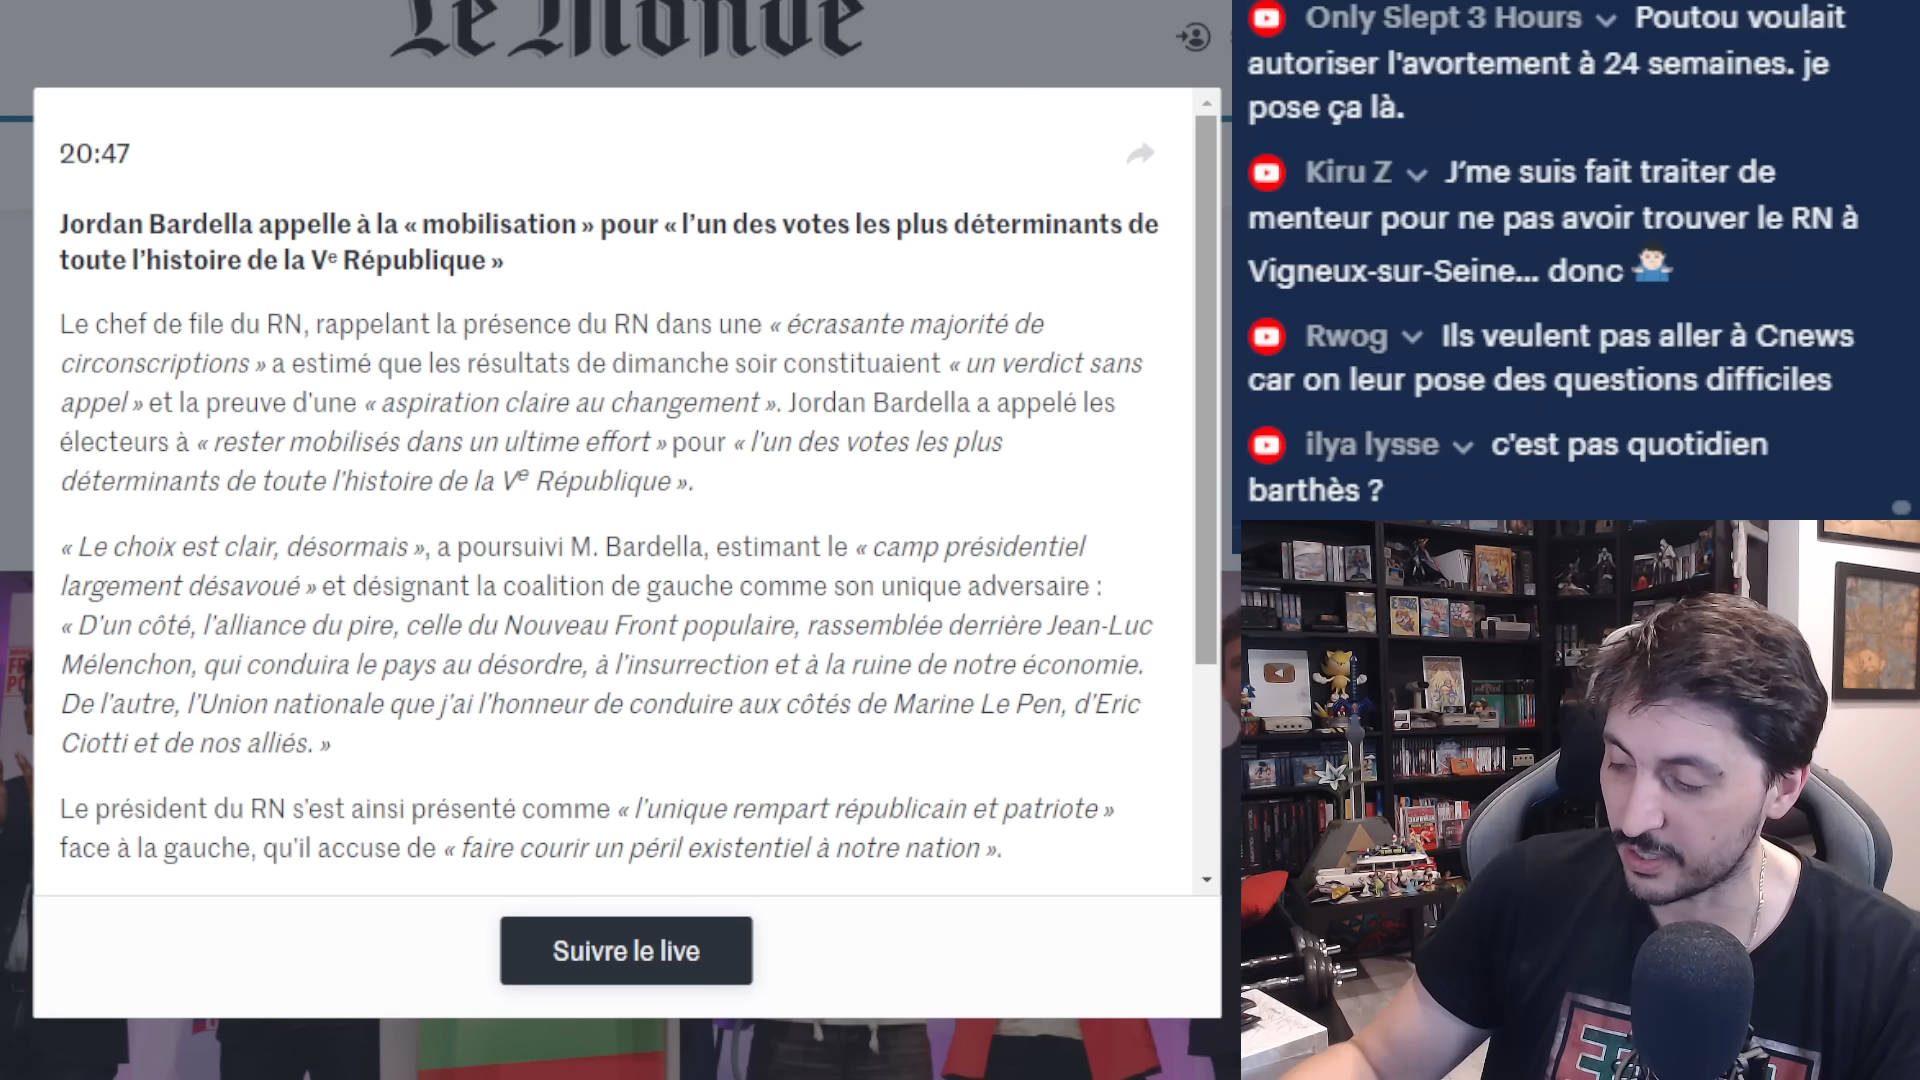 Le Monde
20:47
Jordan Bardella appelle à la « mobilisation » pour « l’un des votes les plus déterminants de
toute l’histoire de la Vᵉ République »
Le chef de file du RN, rappelant la présence du RN dans une « écrasante majorité de
circonscriptions » a estimé que les résultats de dimanche soir constituaient « un verdict sans
appel » et la preuve d’une « aspiration claire au changement ». Jordan Bardella a appelé les
électeurs à « rester mobilisés dans un ultime effort » pour « l’un des votes les plus
déterminants de toute l’histoire de la Vᵉ République ».
« Le choix est clair, désormais », a poursuivi M. Bardella, estimant le « camp présidentiel
largement désavoué » et désignant la coalition de gauche comme son unique adversaire :
« D’un côté, l’alliance du pire, celle du Nouveau Front populaire, rassemblée derrière Jean-Luc
Mélenchon, qui conduira le pays au désordre, à l’insurrection et à la ruine de notre économie.
De l’autre, l’Union nationale que j’ai l’honneur de conduire aux côtés de Marine Le Pen, d’Eric
Ciotti et de nos alliés. »
Le président du RN s’est ainsi présenté comme « l’unique rempart républicain et patriote »
face à la gauche, qu’il accuse de « faire courir un péril existentiel à notre nation ».
Suivre le live
Only Slept 3 Hours Poutou voulait
autoriser l'avortement à 24 semaines. je
pose ça là.
Kiru Z J’me suis fait traiter de
menteur pour ne pas avoir trouver le RN à
Vigneux-sur-Seine... donc
Rwog Ils veulent pas aller à Cnews
car on leur pose des questions difficiles
ilya lysse c'est pas quotidien
barthès ?